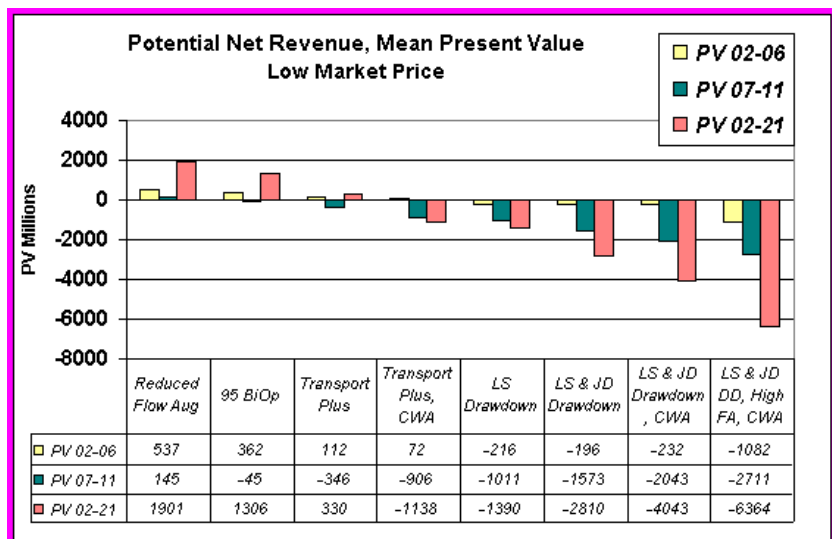 Potential Net Revenue, Mean Present Value
Low Market Price
PV 02-06
PV 07-11
PV 02-21
PV Millions
4000
2000
0
-2000
-4000
-6000
-8000
Reduced Flow Aug
95 BiOp
Transport Plus
Transport Plus, CWA
LS Drawdown
LS & JD Drawdown
LS & JD Drawdown , CWA
LS & JD DD, High FA, CWA
PV 02-06 537 362 112 72 -216 -196 -232 -1082
PV 07-11 145 -45 -346 -906 -1011 -1573 -2043 -2711
PV 02-21 1901 1306 330 -1138 -1390 -2810 -4043 -6364